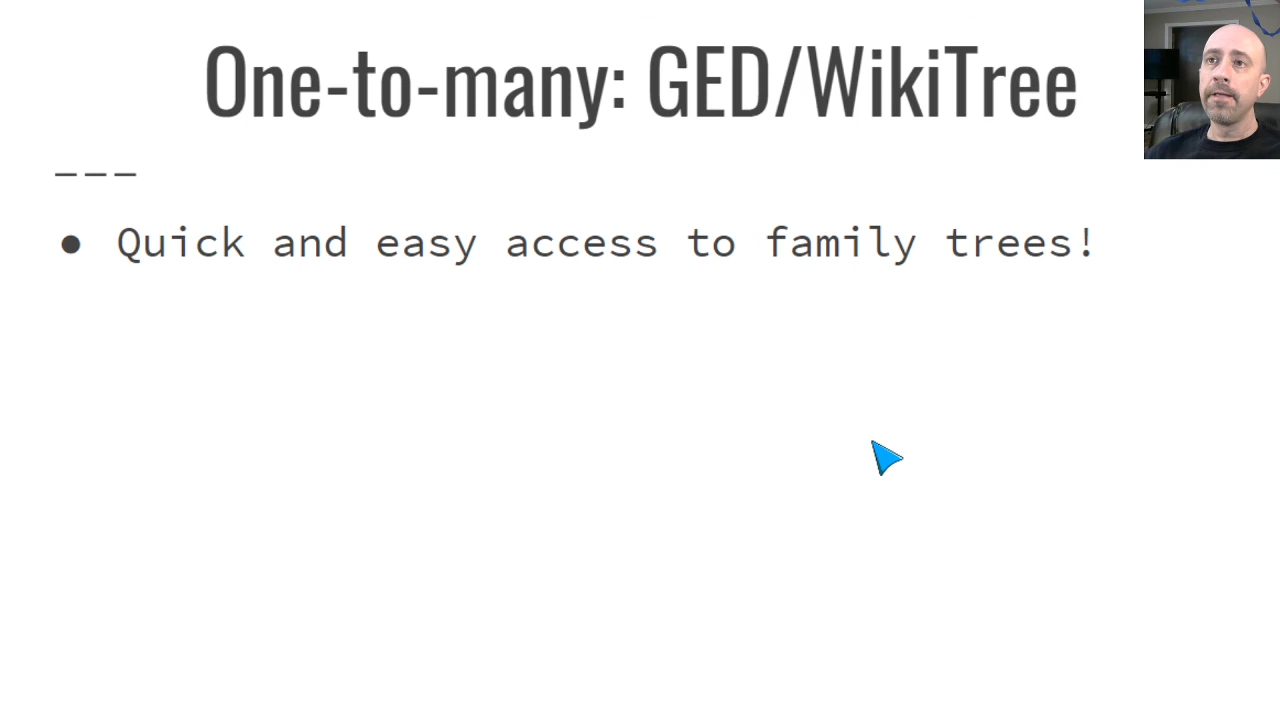 One-to-many: GED/WikiTree
● Quick and easy access to family trees!